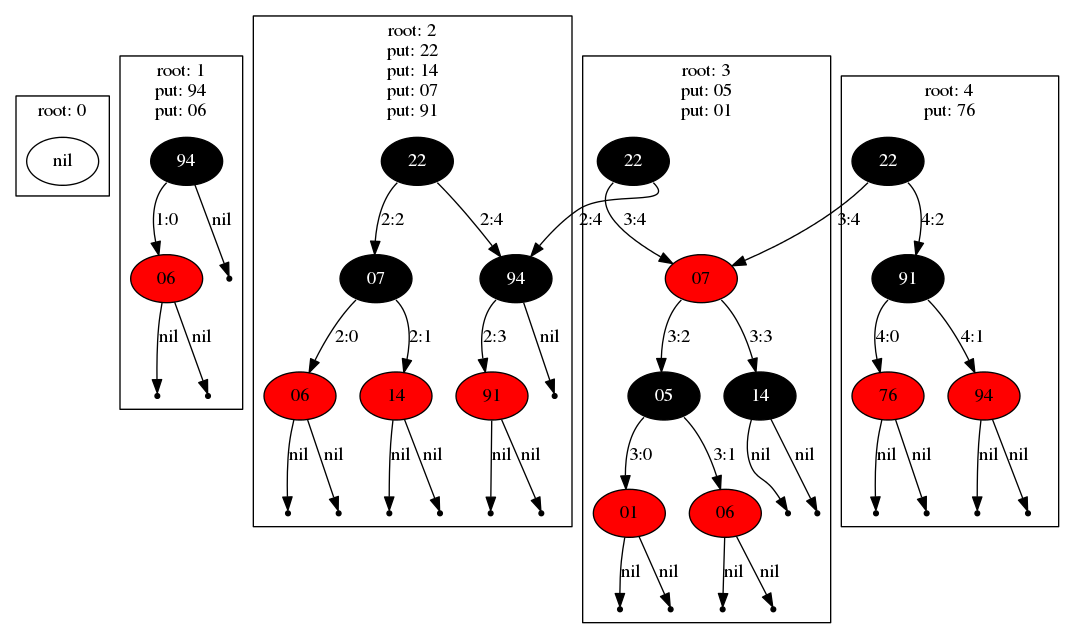 root: 0
nil
root: 1
put: 94
put: 06
94
1:0
nil
06
nil
nil
root: 2
put: 22
put: 14
put: 07
put: 91
22
2:2
2:4
07
94
2:0
2:1
2:3
nil
06
14
91
nil
nil
nil
nil
nil
nil
root: 3
put: 05
put: 01
22
2:4
3:4
07
3:2
3:3
05
14
3:0
3:1
nil
nil
01
06
nil
nil
nil
nil
root: 4
put: 76
22
3:4
4:2
91
4:0
4:1
76
94
nil
nil
nil
nil